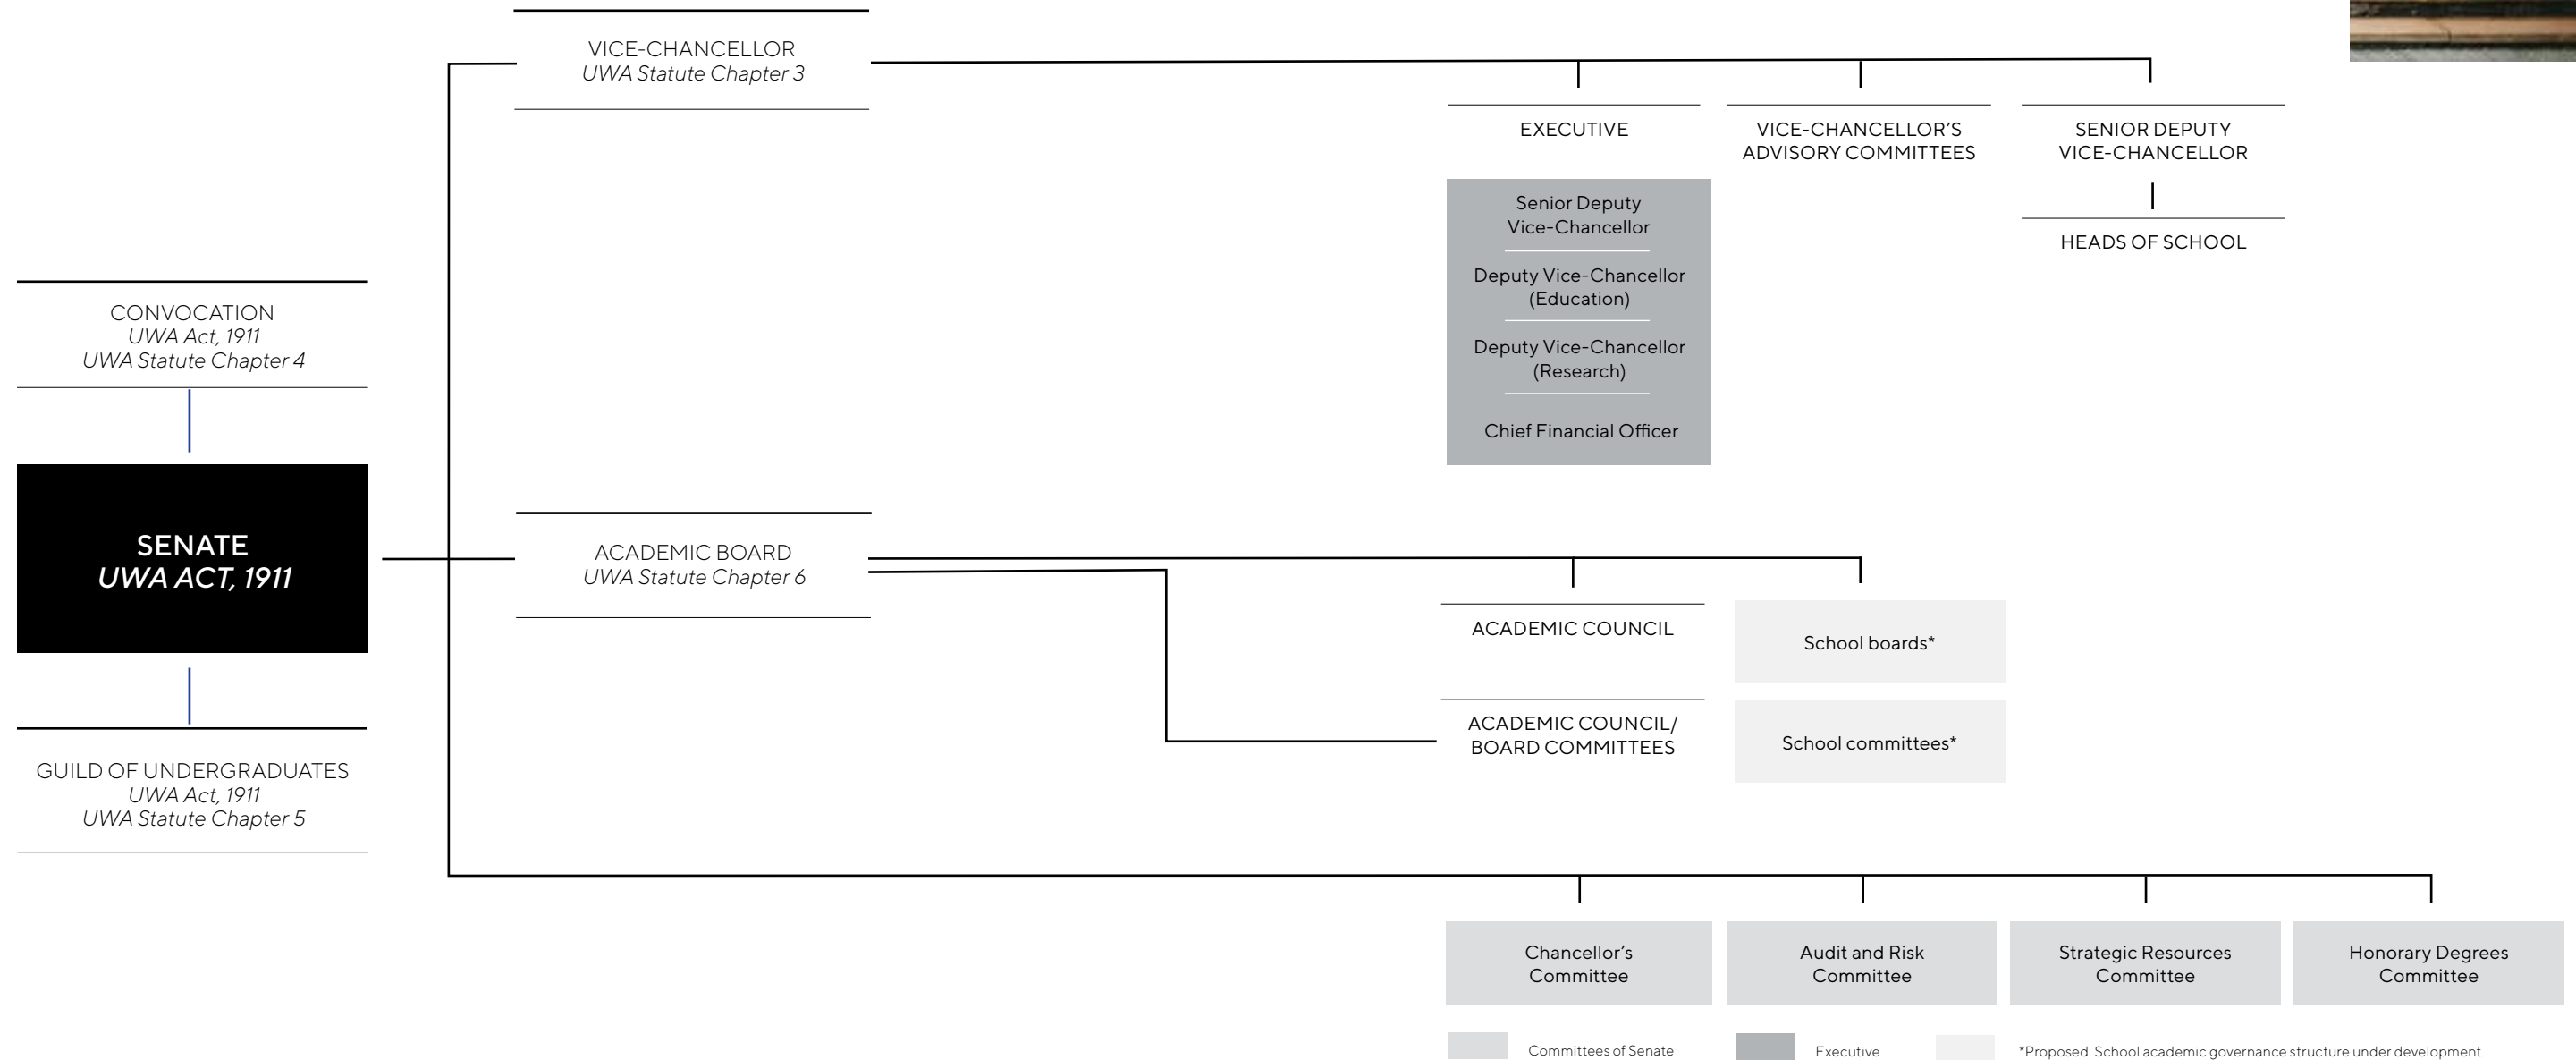 VICE-CHANCELLOR
UWA Statute Chapter 3
EXECUTIVE
VICE-CHANCELLOR’S
ADVISORY COMMITTEES
SENIOR DEPUTY
VICE-CHANCELLOR
HEADS OF SCHOOL
Senior Deputy
Vice-Chancellor
Deputy Vice-Chancellor
(Education)
Deputy Vice-Chancellor
(Research)
Chief Financial Officer
CONVOCATION
UWA Act, 1911
UWA Statute Chapter 4
SENATE
UWA ACT, 1911
GUILD OF UNDERGRADUATES
UWA Act, 1911
UWA Statute Chapter 5
ACADEMIC BOARD
UWA Statute Chapter 6
ACADEMIC COUNCIL
School boards*
ACADEMIC COUNCIL/
BOARD COMMITTEES
School committees*
Chancellor’s
Committee
Audit and Risk
Committee
Strategic Resources
Committee
Honorary Degrees
Committee
Committees of Senate
Executive
*Proposed. School academic governance structure under development.